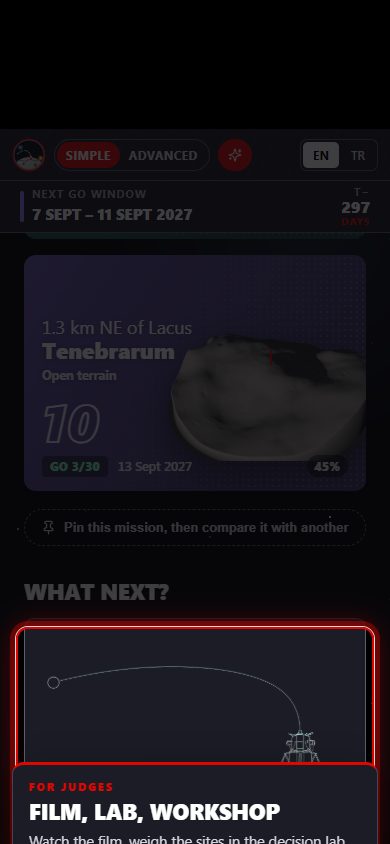 SIMPLE ADVANCED EN TR
NEXT GO WINDOW
7 SEPT – 11 SEPT 2027
T–
297
DAYS
1.3 km NE of Lacus
Tenebrarum
Open terrain
10
GO 3/30 13 Sept 2027 45%
Pin this mission, then compare it with another
WHAT NEXT?
FOR JUDGES
FILM, LAB, WORKSHOP
Watch the film, weigh the sites in the decision lab,